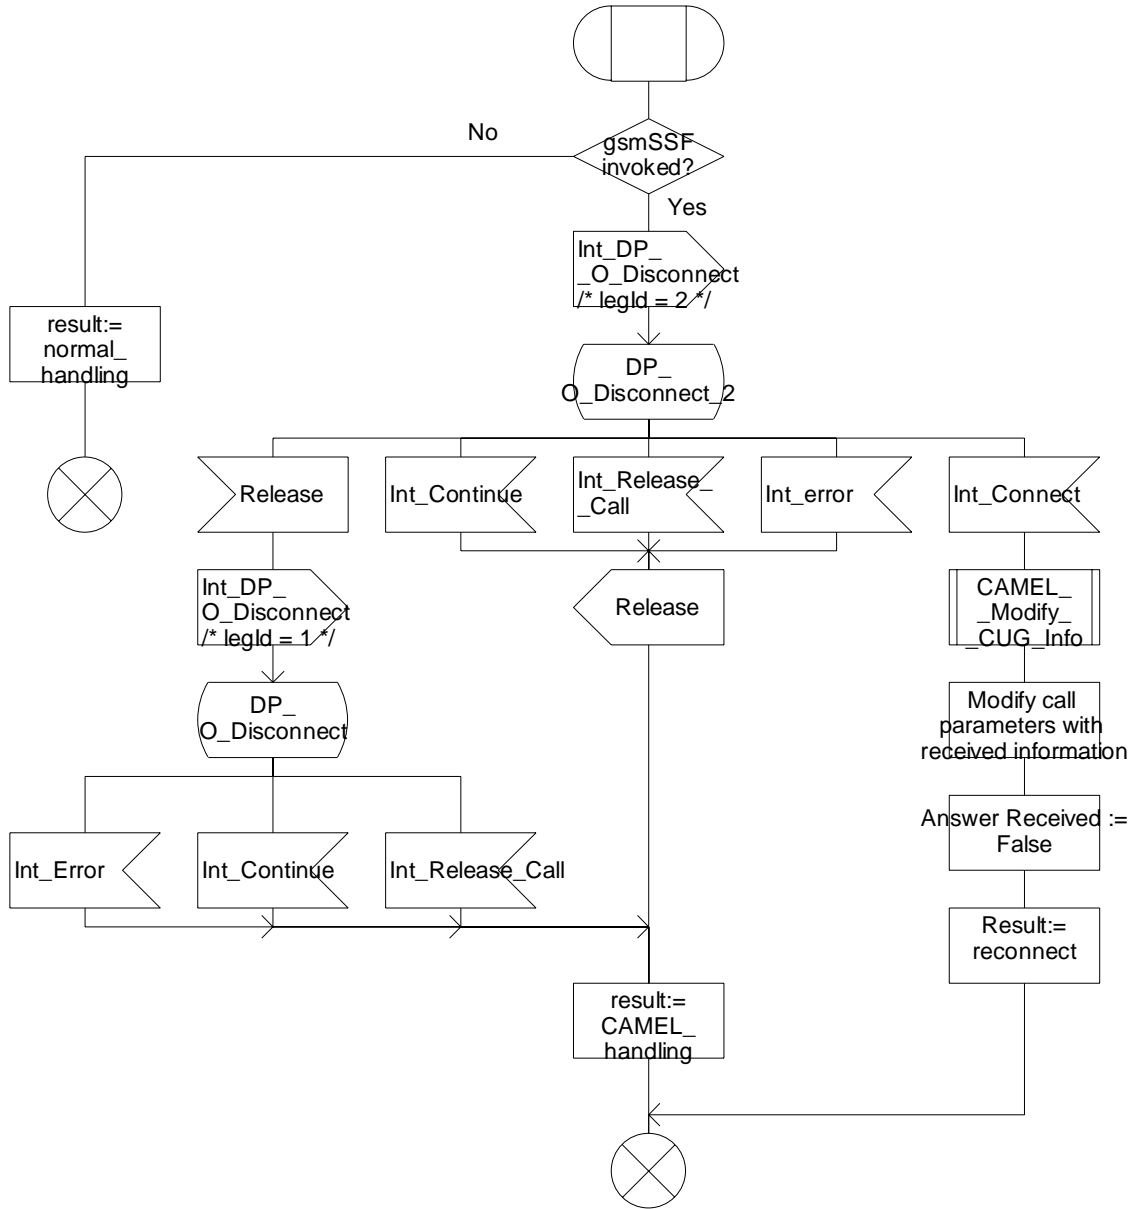 No
gsmSSF
invoked?
Yes
Int_DP_
_O_Disconnect
/* legId = 2 */
result:=
normal_
handling
DP_
O_Disconnect_2
Release
Int_Continue
Int_Release_
_Call
Int_error
Int_Connect
Int_DP_
O_Disconnect
/* legId = 1 */
Release
CAMEL_
_Modify_
_CUG_Info
DP_
O_Disconnect
Modify call
parameters with
received information
Answer Received :=
False
Int_Error
Int_Continue
Int_Release_Call
Result:=
reconnect
result:=
CAMEL_
handling